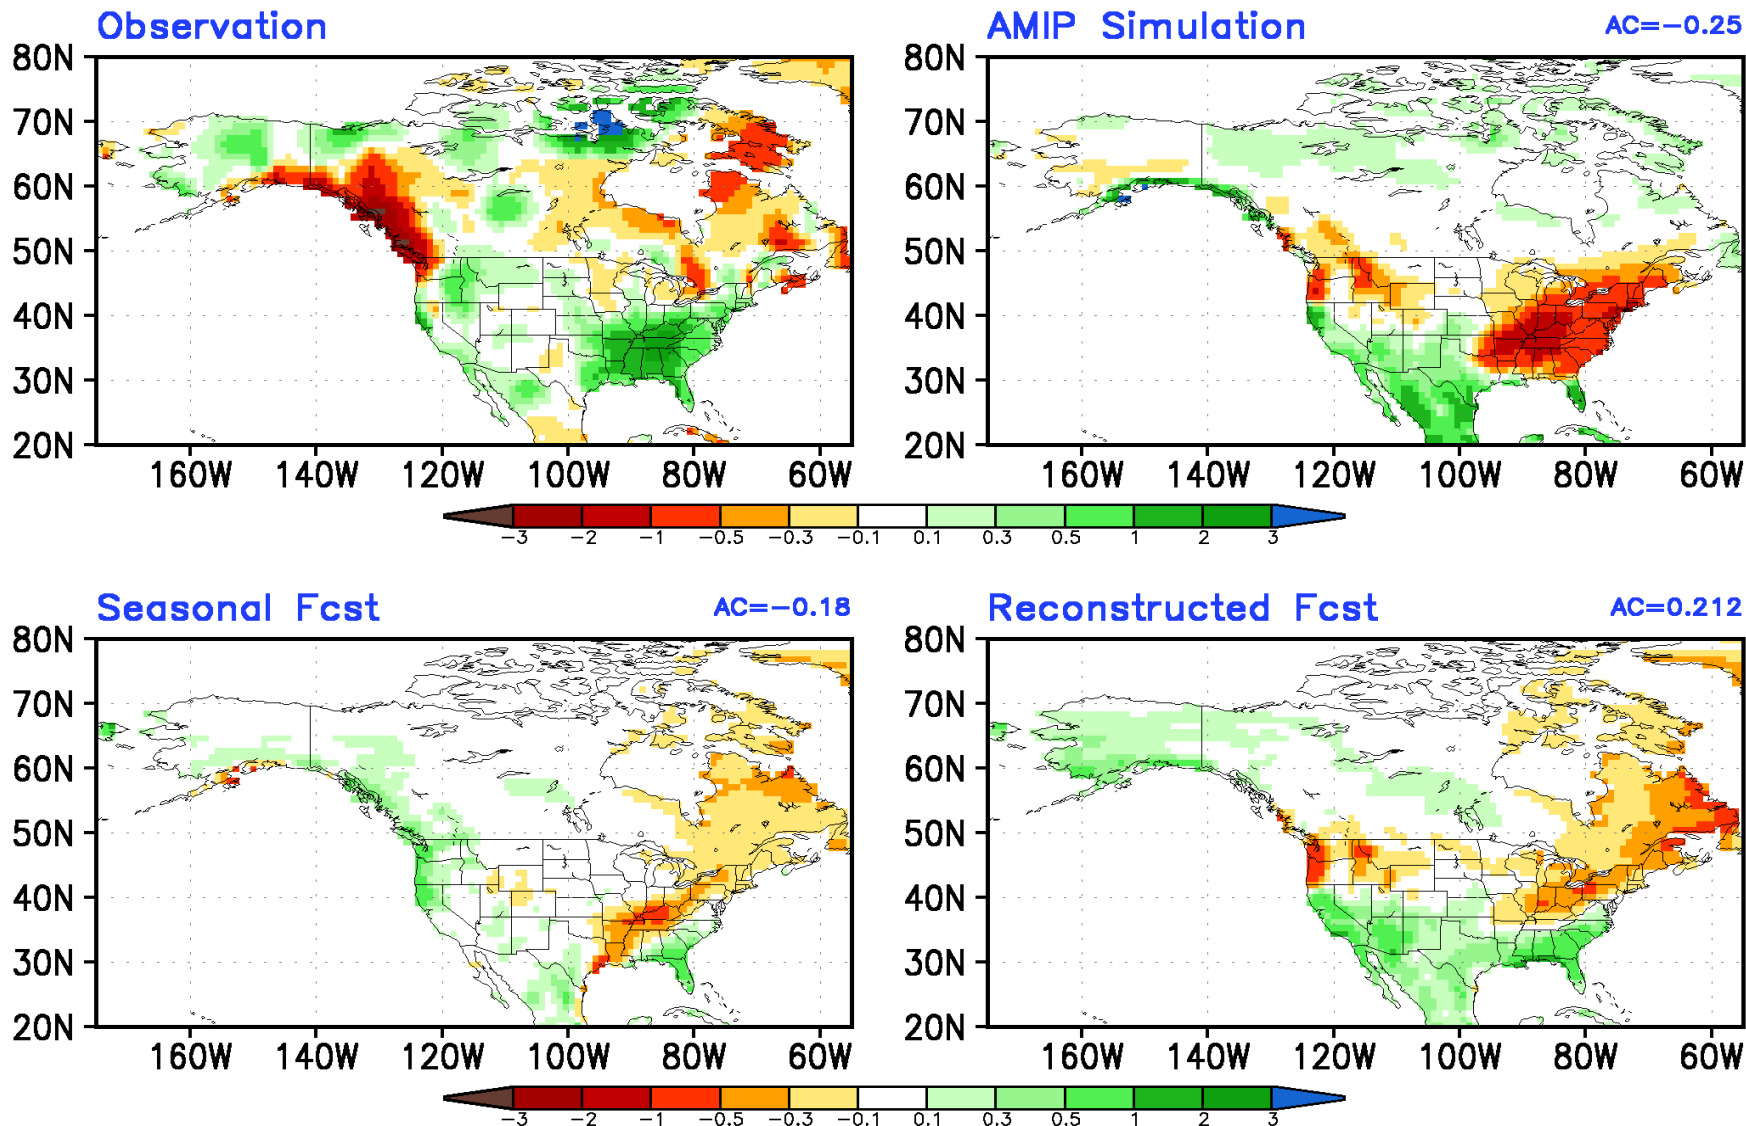 Observation
AMIP Simulation AC=-0.25
80N 80N
70N 70N
60N 60N
50N 50N
40N 40N
30N 30N
20N 20N
160W 140W 120W 100W 80W 60W 160W 140W 120W 100W 80W 60W
-3 -2 -1 -0.5 -0.3 -0.1 0.1 0.3 0.5 1 2 3
Seasonal Fcst AC=-0.18
Reconstructed Fcst AC=0.212
80N 80N
70N 70N
60N 60N
50N 50N
40N 40N
30N 30N
20N 20N
160W 140W 120W 100W 80W 60W 160W 140W 120W 100W 80W 60W
-3 -2 -1 -0.5 -0.3 -0.1 0.1 0.3 0.5 1 2 3